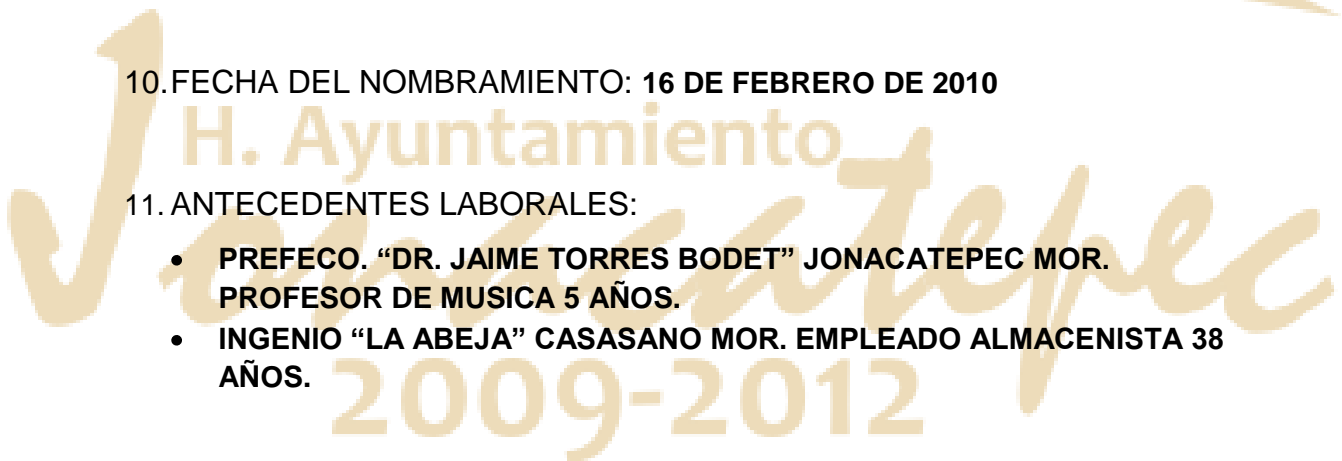 10. FECHA DEL NOMBRAMIENTO: 16 DE FEBRERO DE 2010
H. Ayuntamiento
Jonacatepec
11. ANTECEDENTES LABORALES:
• PREFECO. “DR. JAIME TORRES BODET” JONACATEPEC MOR.
PROFESOR DE MUSICA 5 AÑOS.
• INGENIO “LA ABEJA” CASASANO MOR. EMPLEADO ALMACENISTA 38
AÑOS.
2009-2012